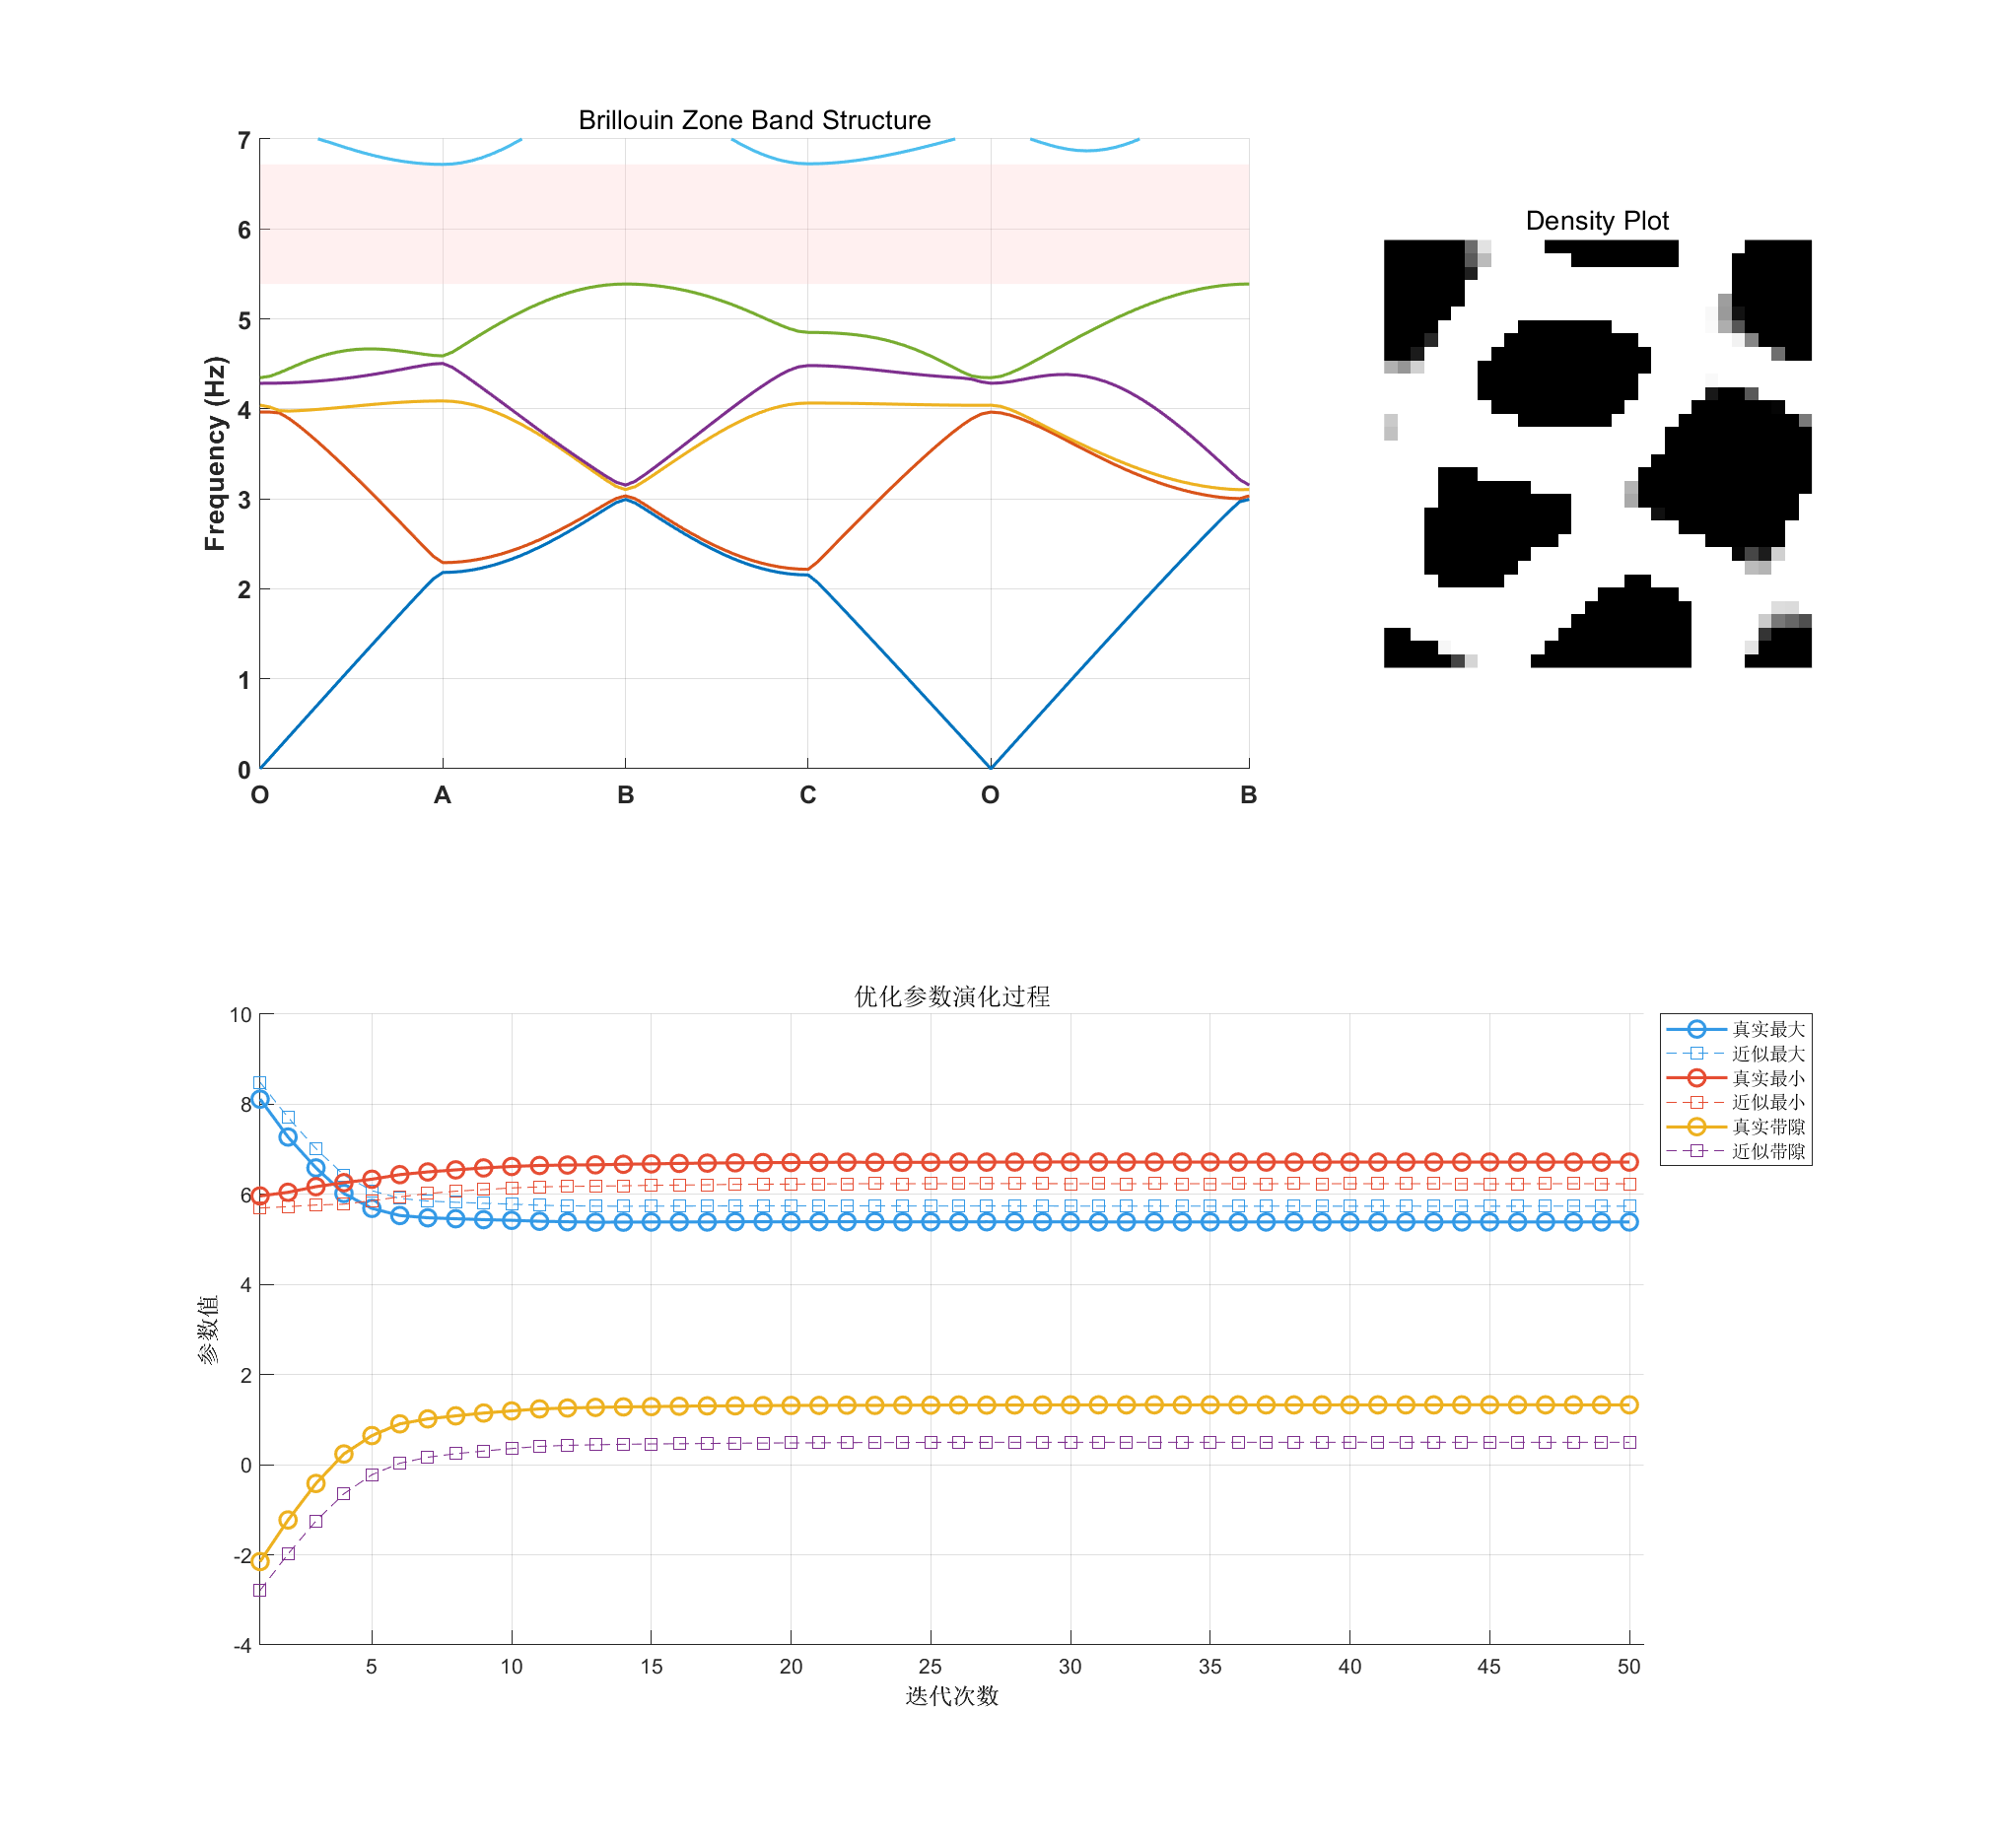 Brillouin Zone Band Structure
7
6
5
4
3
2
1
0
Frequency (Hz)
O A B C O B
Density Plot
优化参数演化过程
10
8
6
4
2
0
-2
-4
参数值
5 10 15 20 25 30 35 40 45 50
迭代次数
真实最大
近似最大
真实最小
近似最小
真实带隙
近似带隙